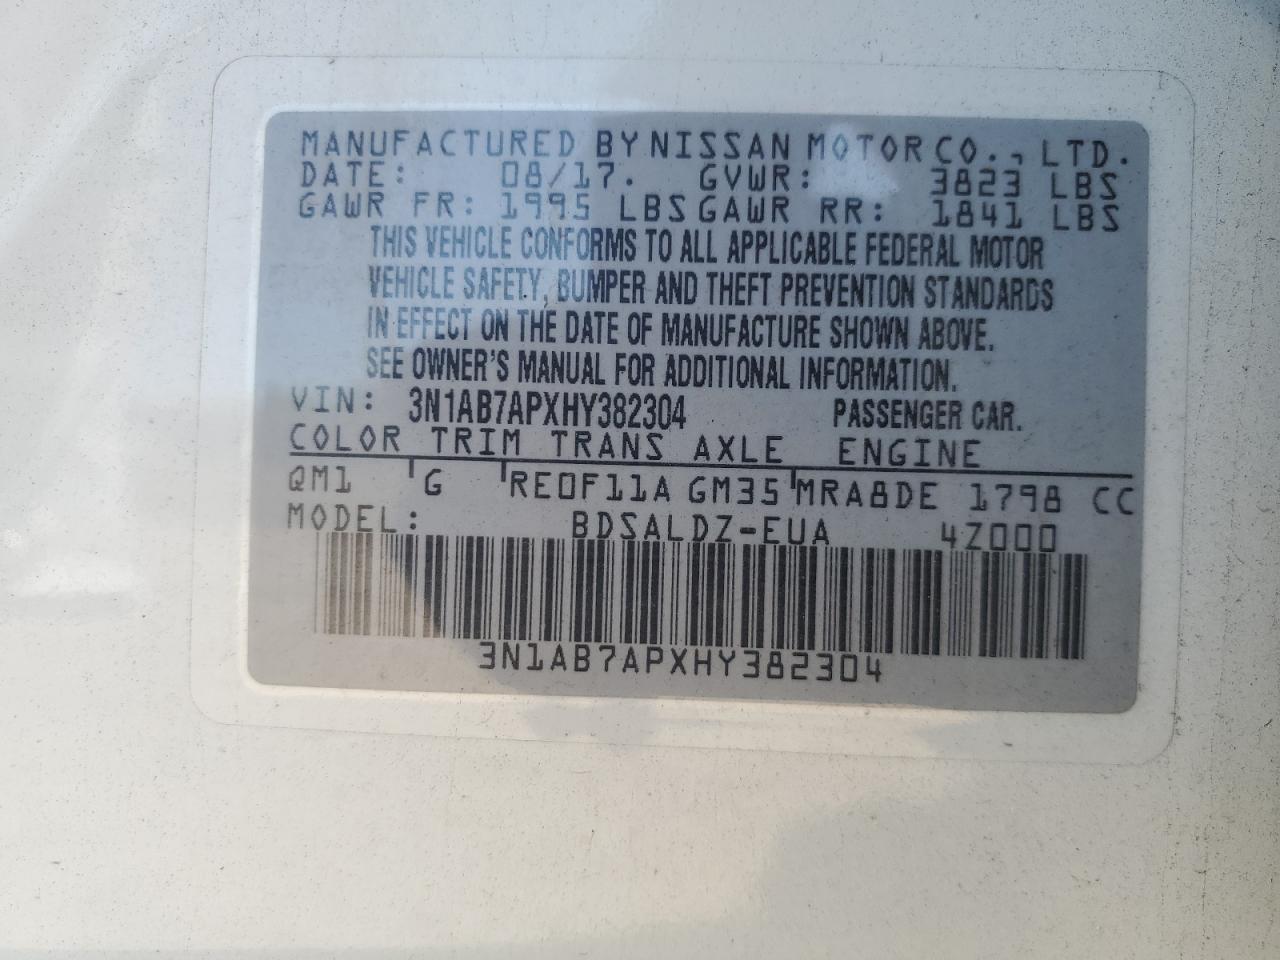 MANUFACTURED BY NISSAN MOTOR CO., LTD.
DATE: 08/17. GVWR: 3823 LBS
GAWR FR: 1995 LBS GAWR RR: 1841 LBS
THIS VEHICLE CONFORMS TO ALL APPLICABLE FEDERAL MOTOR
VEHICLE SAFETY, BUMPER AND THEFT PREVENTION STANDARDS
IN EFFECT ON THE DATE OF MANUFACTURE SHOWN ABOVE.
SEE OWNER'S MANUAL FOR ADDITIONAL INFORMATION.
VIN: 3N1AB7APXHY382304 PASSENGER CAR.
COLOR TRIM TRANS AXLE ENGINE
QM1 G RE0F11A GM35 MRA8DE 1798 CC
MODEL: BDSALDZ-EUA 4Z000
3N1AB7APXHY382304